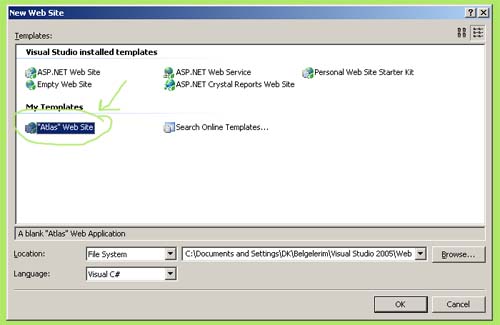 New Web Site
Templates:
Visual Studio installed templates
ASP.NET Web Site
ASP.NET Web Service
Personal Web Site Starter Kit
Empty Web Site
ASP.NET Crystal Reports Web Site
My Templates
"Atlas" Web Site
Search Online Templates...
A blank "Atlas" Web Application
Location:
File System
C:\Documents and Settings\DK\Belgelerim\Visual Studio 2005\Web
Browse...
Language:
Visual C#
OK
Cancel